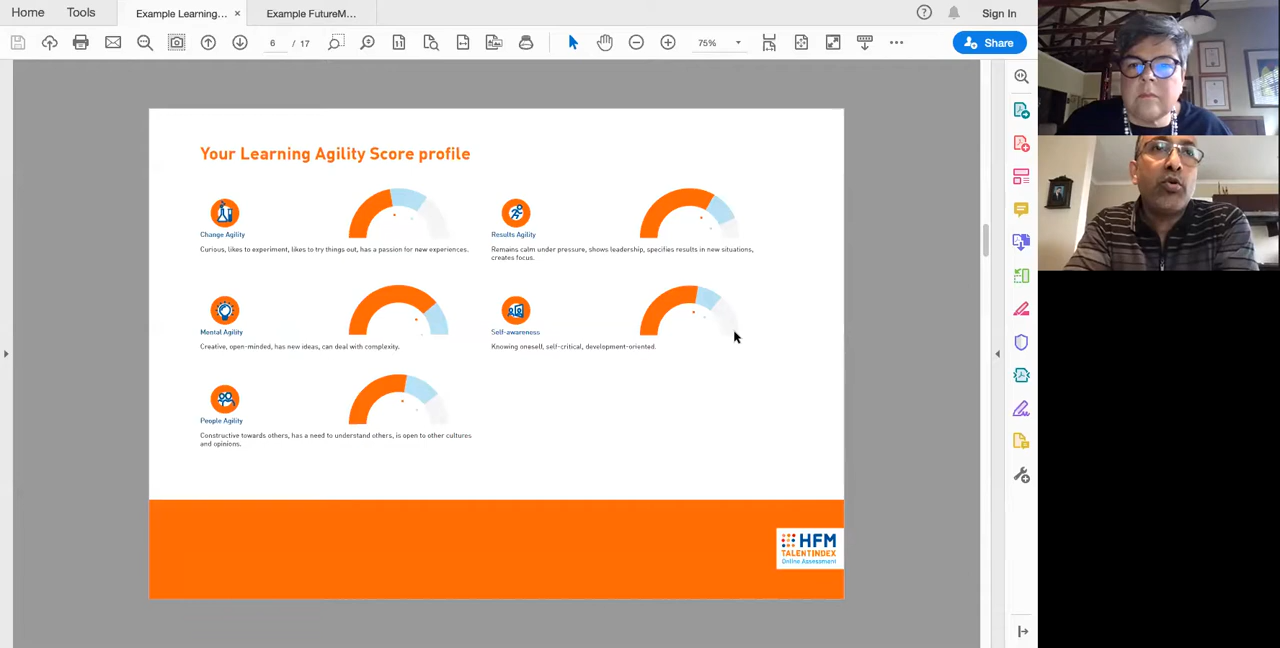 Home
Tools
Example Learning...
×
Example FutureM...
Sign In
6 / 17
75%
Share
Your Learning Agility Score profile
Change Agility
Curious, likes to experiment, likes to try things out, has a passion for new experiences.
Results Agility
Remains calm under pressure, shows leadership, specifies results in new situations,
creates focus.
Mental Agility
Creative, open-minded, has new ideas, can deal with complexity.
Self-awareness
Knowing oneself, self-critical, development-oriented.
People Agility
Constructive towards others, has a need to understand others, is open to other cultures
and opinions.
HFM
TALENTINDEX
Online Assessment